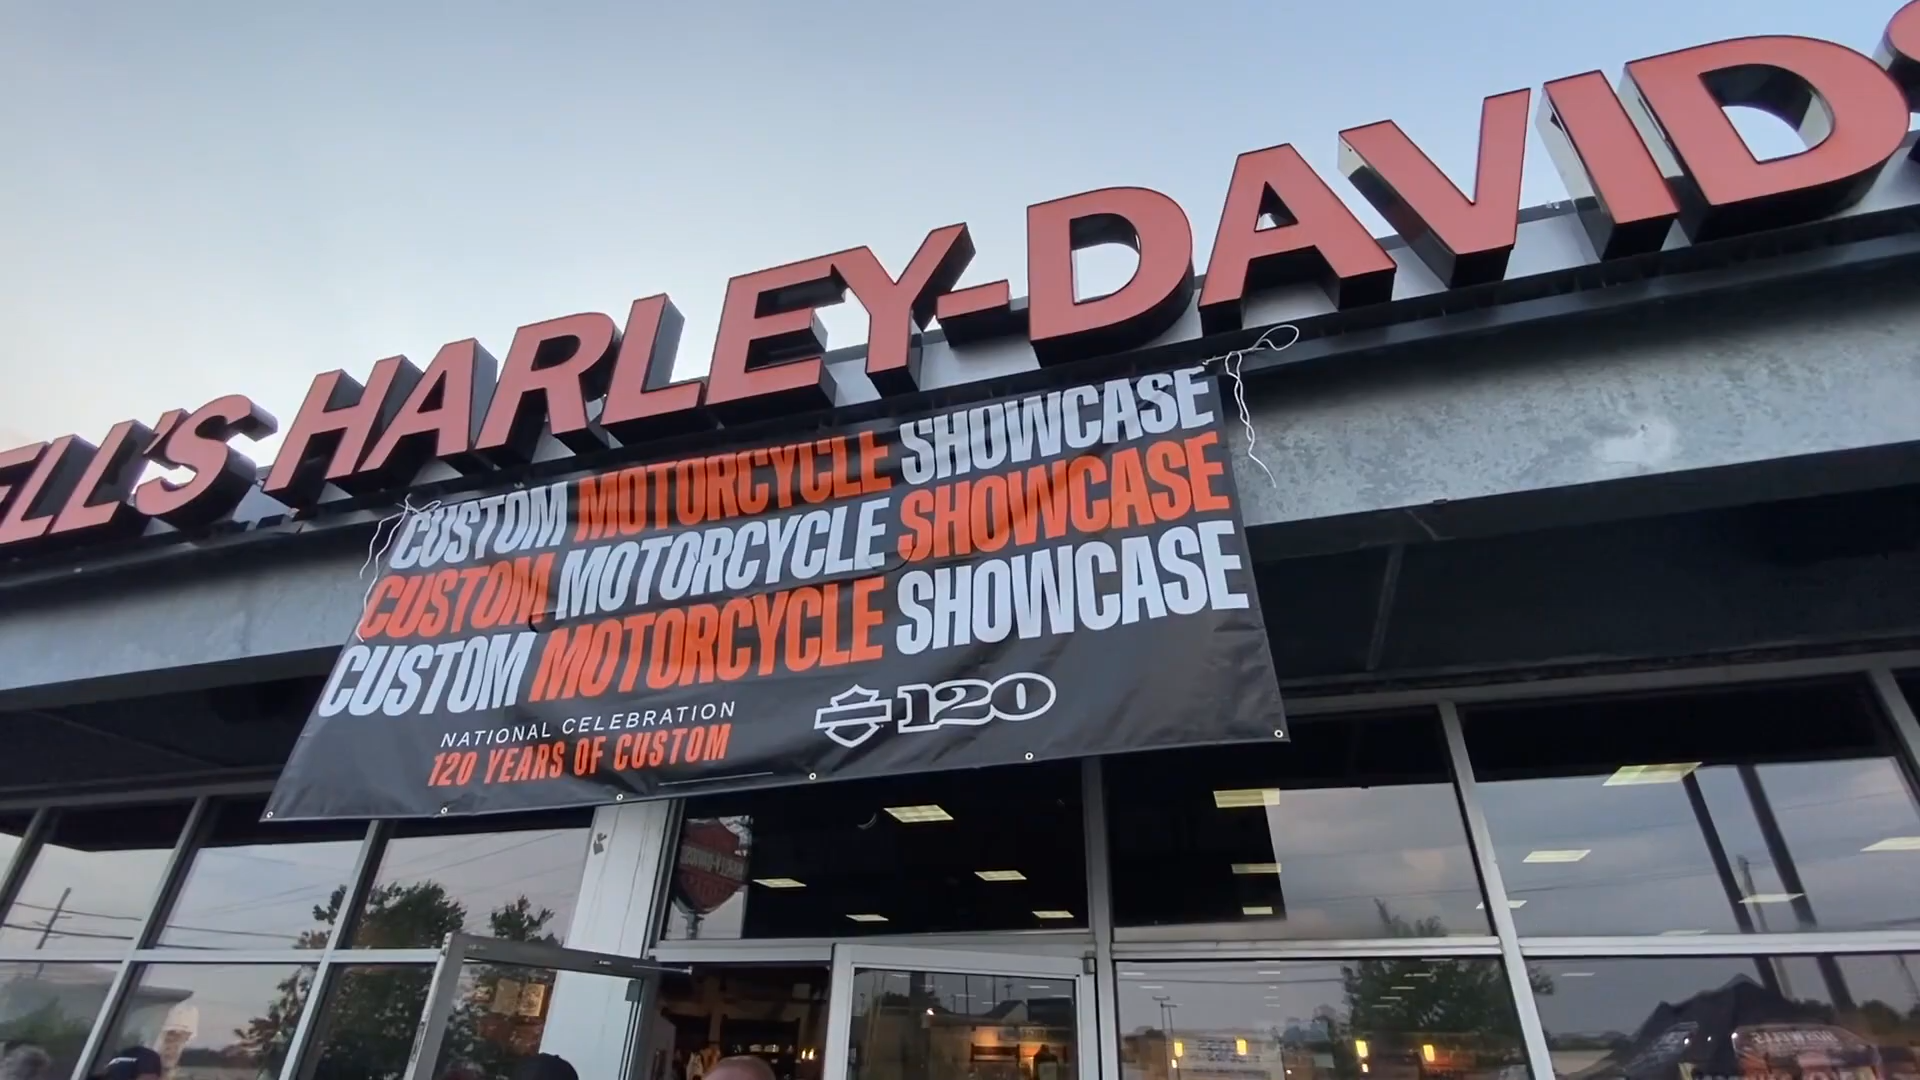 ELL'S HARLEY-DAVIDS
CUSTOM MOTORCYCLE SHOWCASE
CUSTOM MOTORCYCLE SHOWCASE
CUSTOM MOTORCYCLE SHOWCASE
NATIONAL CELEBRATION
120 YEARS OF CUSTOM
120